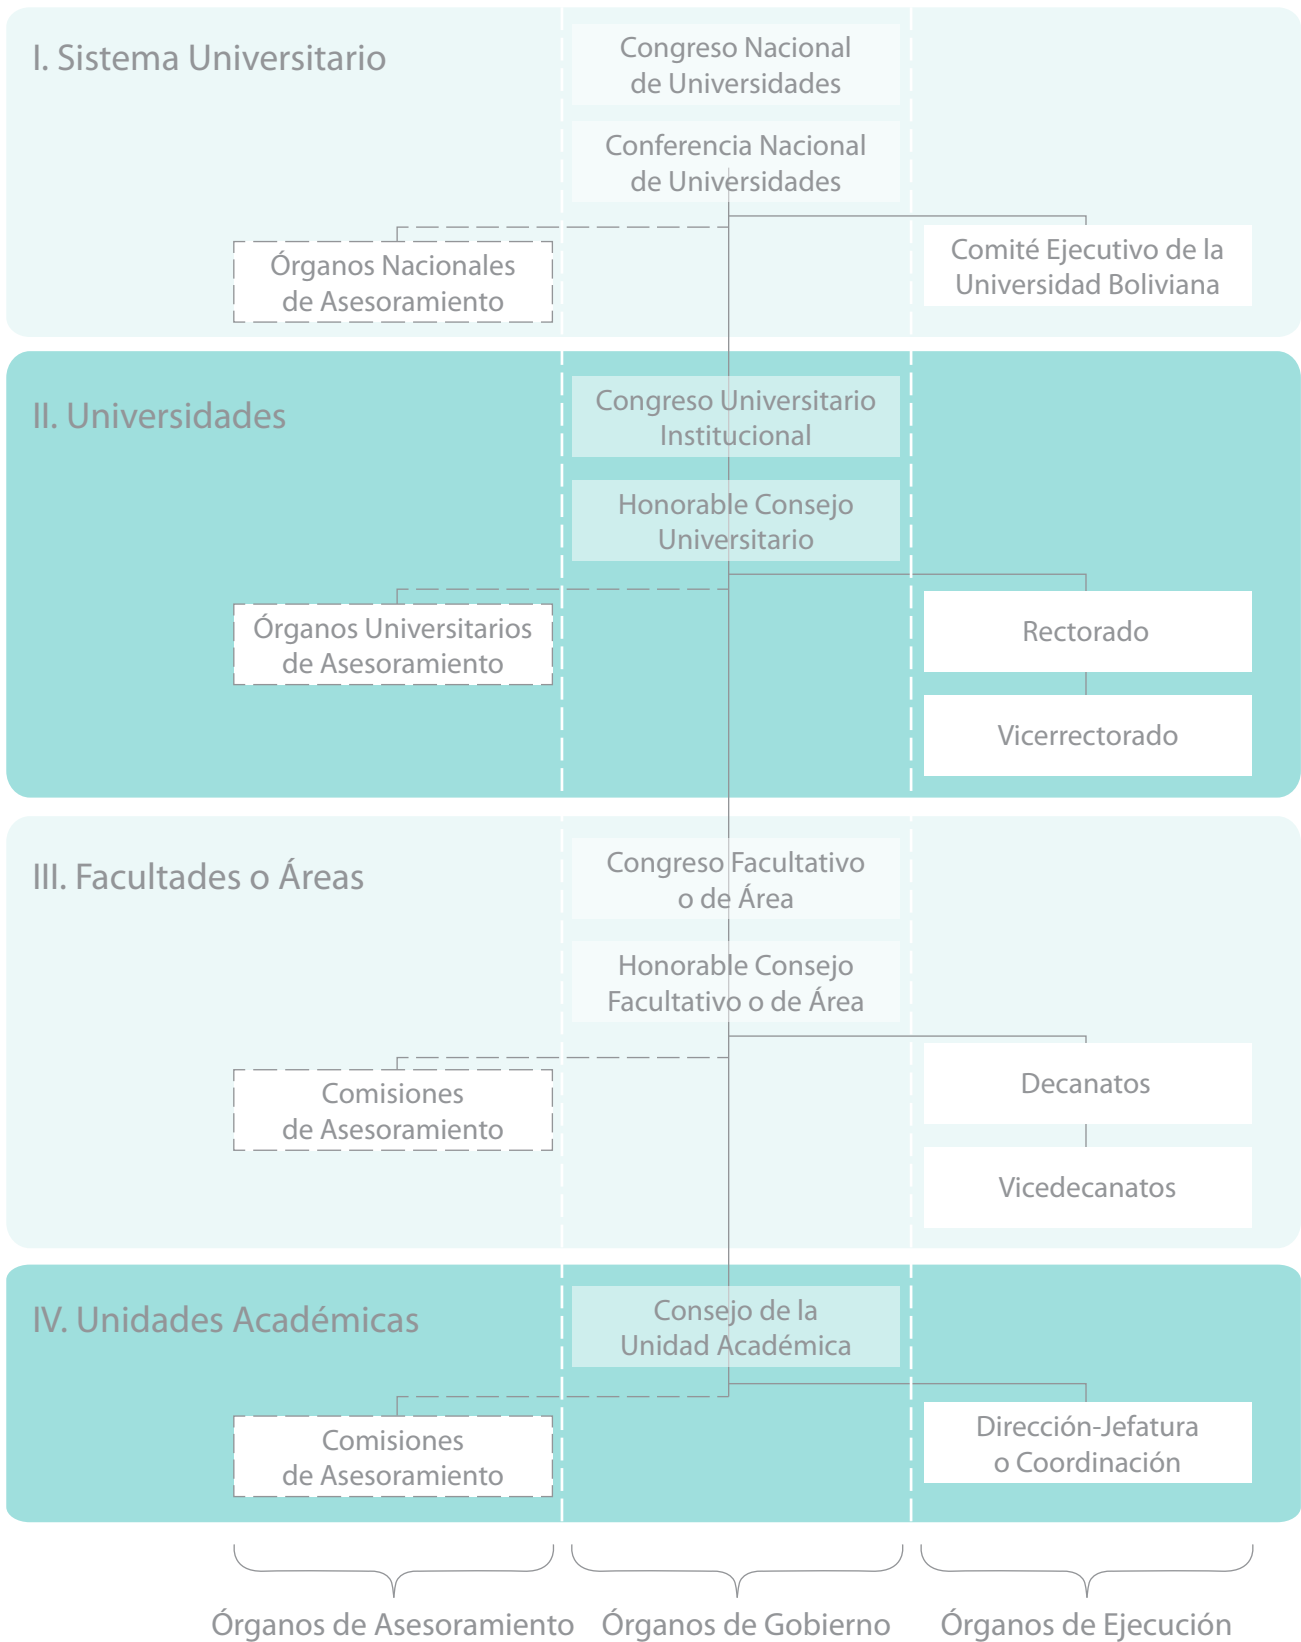 I. Sistema Universitario
Congreso Nacional
de Universidades
Conferencia Nacional
de Universidades
Órganos Nacionales
de Asesoramiento
Comité Ejecutivo de la
Universidad Boliviana
II. Universidades
Congreso Universitario
Institucional
Honorable Consejo
Universitario
Órganos Universitarios
de Asesoramiento
Rectorado
Vicerrectorado
III. Facultades o Áreas
Congreso Facultativo
o de Área
Honorable Consejo
Facultativo o de Área
Comisiones
de Asesoramiento
Decanatos
Vicedecanatos
IV. Unidades Académicas
Consejo de la
Unidad Académica
Comisiones
de Asesoramiento
Dirección-Jefatura
o Coordinación
Órganos de Asesoramiento
Órganos de Gobierno
Órganos de Ejecución